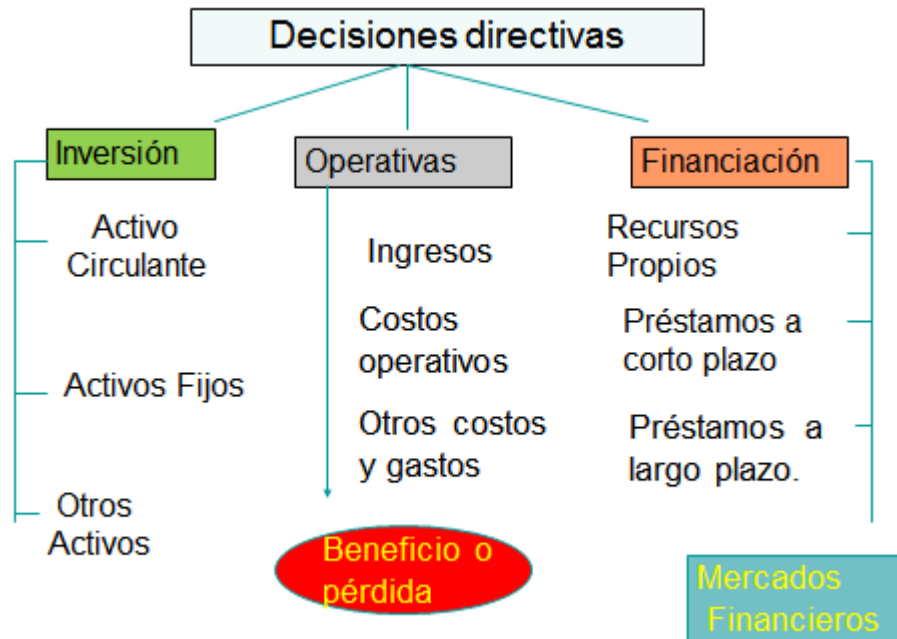 Decisiones directivas
Inversión
Activo
Circulante
Activos Fijos
Otros
Activos
Operativas
Ingresos
Costos
operativos
Otros costos
y gastos
Beneficio o
pérdida
Financiación
Recursos
Propios
Préstamos a
corto plazo
Préstamos a
largo plazo.
Mercados
Financieros